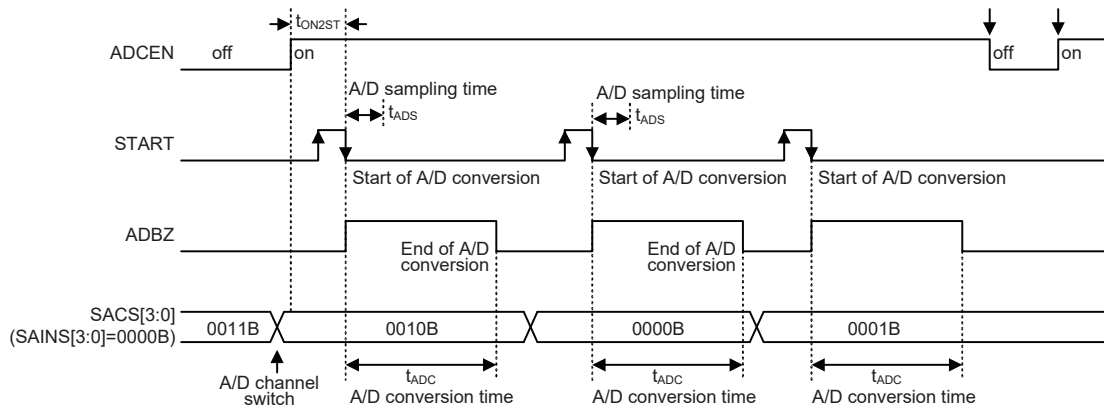 tON2ST
ADCEN
off
on
off
on
A/D sampling time
tADS
A/D sampling time
tADS
START
Start of A/D conversion
Start of A/D conversion
Start of A/D conversion
ADBZ
End of A/D
conversion
End of A/D
conversion
SACS[3:0]
(SAINS[3:0]=0000B)
0011B
0010B
0000B
0001B
A/D channel
switch
tADC
A/D conversion time
tADC
A/D conversion time
tADC
A/D conversion time